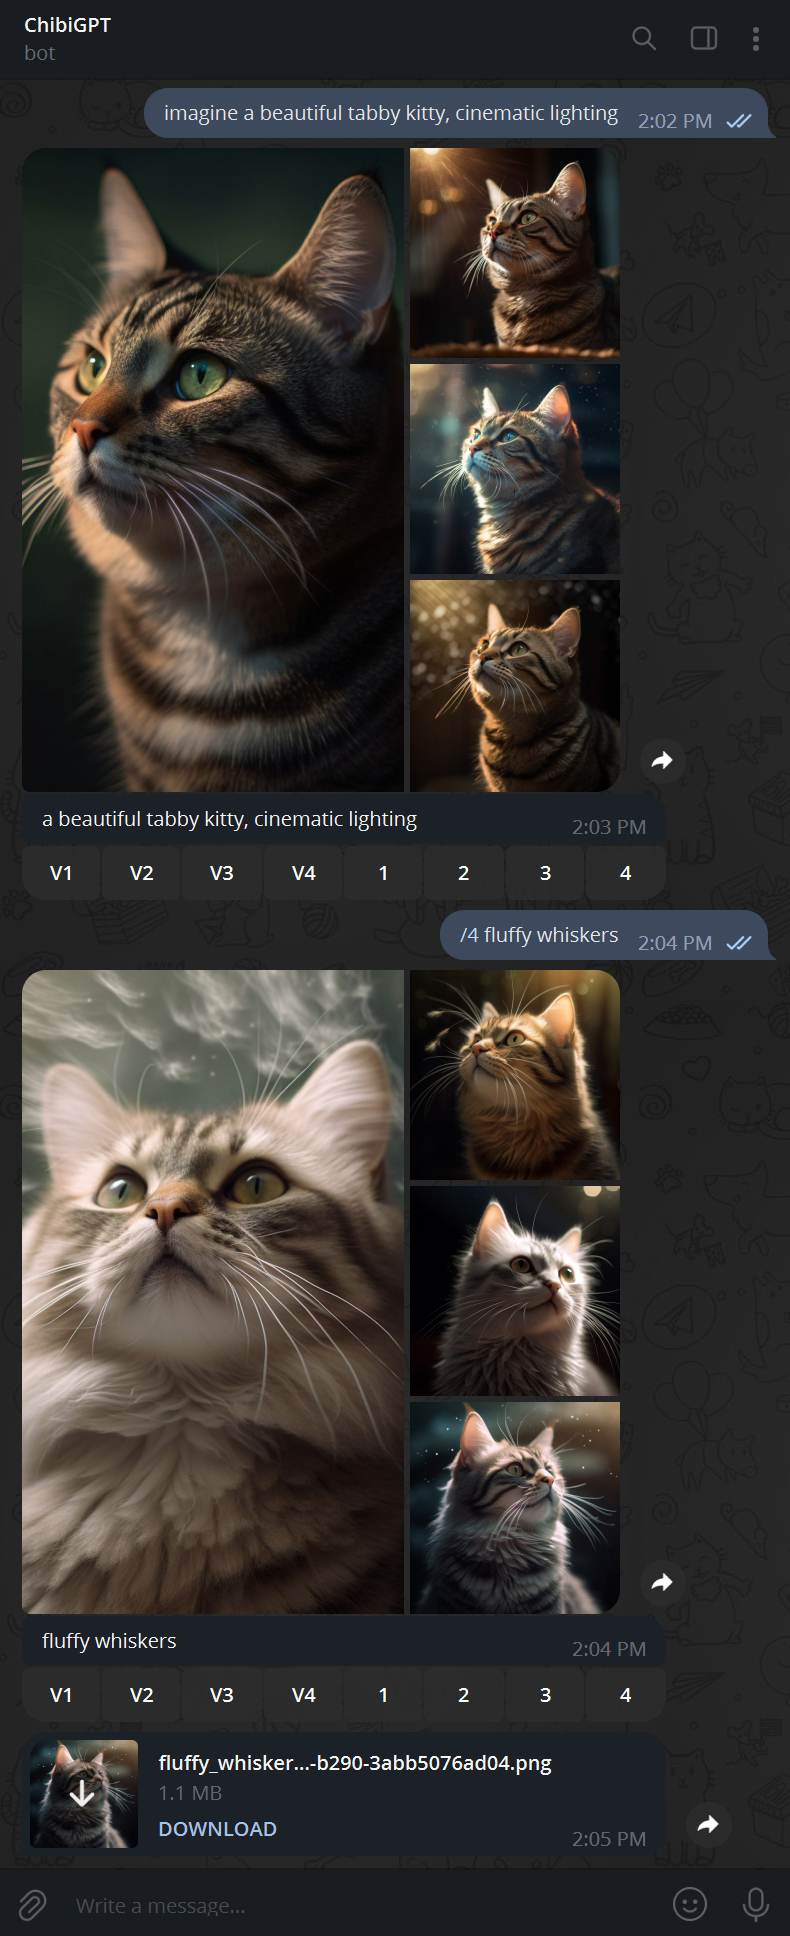 ChibiGPT
bot
imagine a beautiful tabby kitty, cinematic lighting 2:02 PM
a beautiful tabby kitty, cinematic lighting 2:03 PM
V1 V2 V3 V4 1 2 3 4
/4 fluffy whiskers 2:04 PM
fluffy whiskers 2:04 PM
V1 V2 V3 V4 1 2 3 4
fluffy_whisker...-b290-3abb5076ad04.png
1.1 MB
DOWNLOAD 2:05 PM
Write a message...